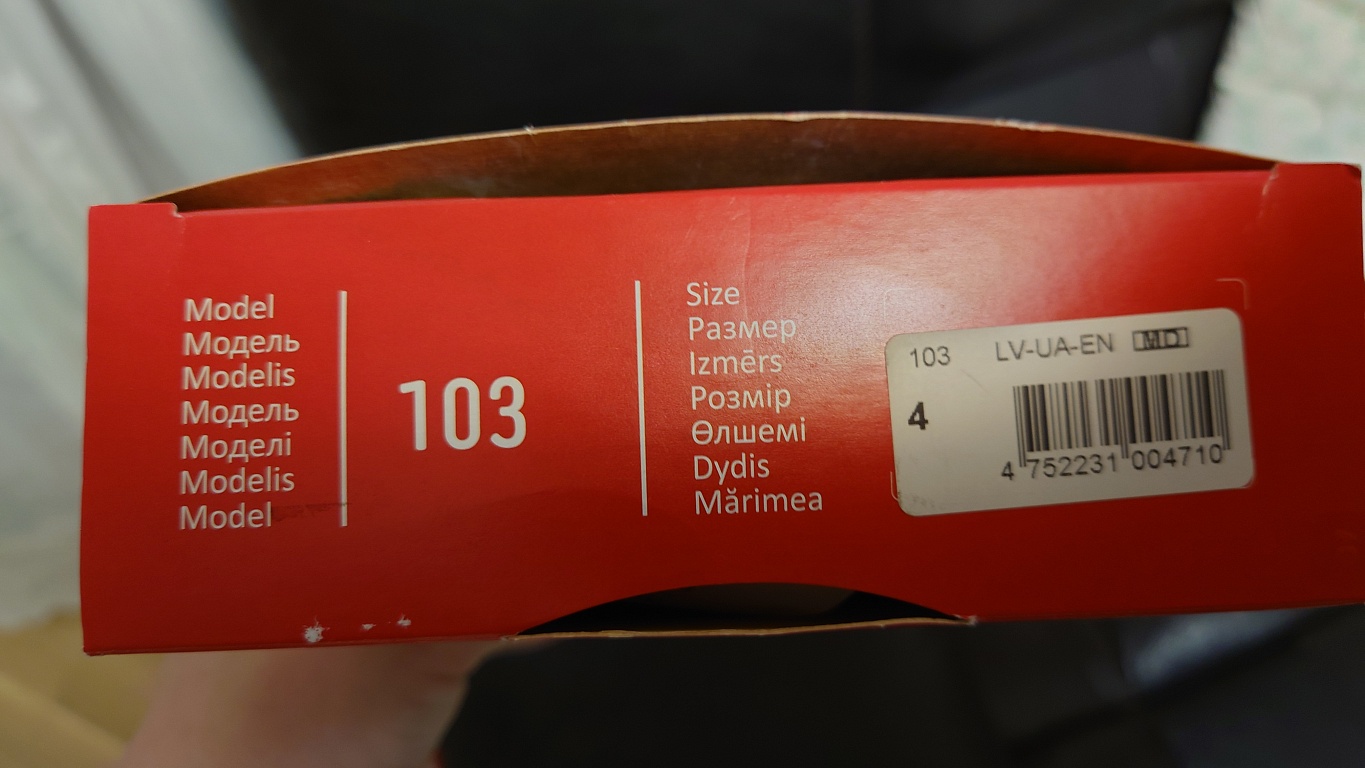 Model
Модель
Modelis
Модель
Моделі
Modelis
Model
103
Size
Размер
Izmērs
Розмір
Өлшемі
Dydis
Mărimea
103 LV-UA-EN MD
4
4 752231 004710